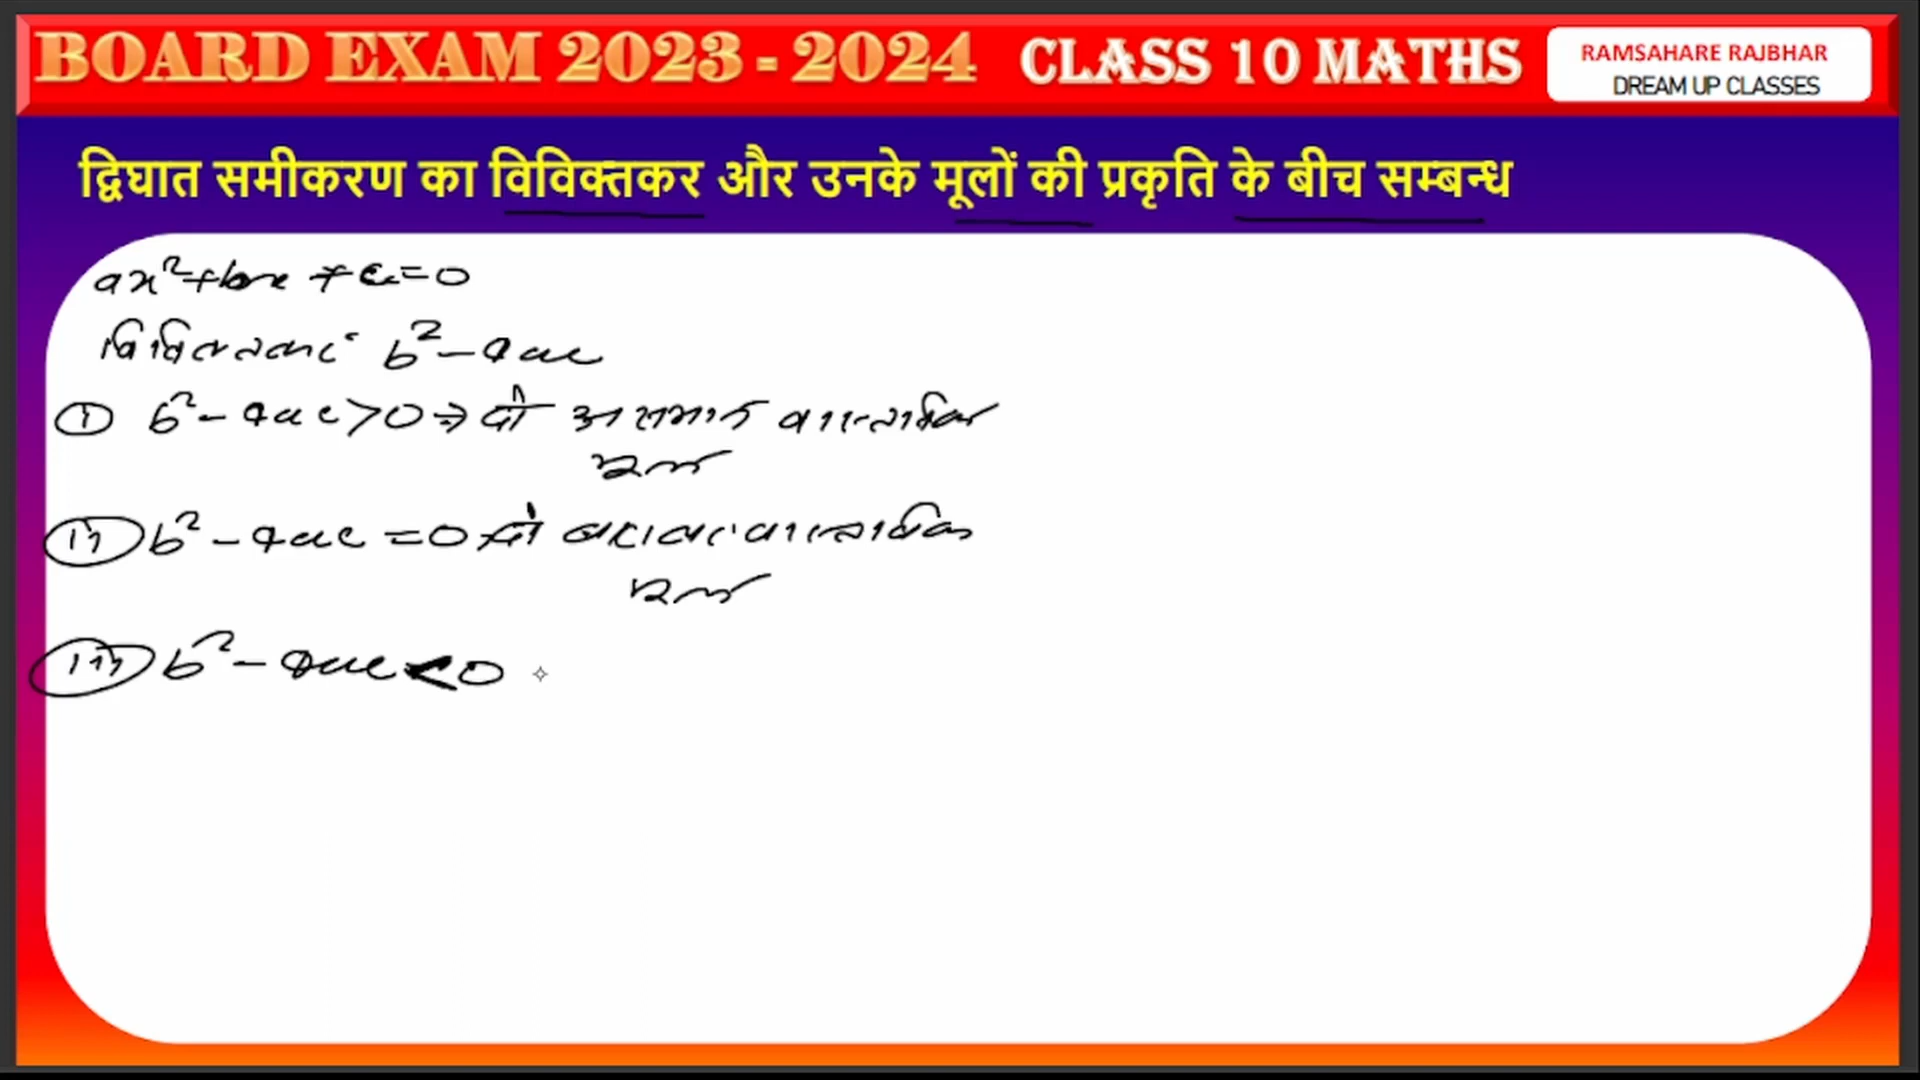 BOARD EXAM 2023 - 2024 CLASS 10 MATHS
RAMSAHARE RAJBHAR
DREAM UP CLASSES
द्विघात समीकरण का विविक्तकर और उनके मूलों की प्रकृति के बीच सम्बन्ध
ax²+bx+c=0
विविक्तकर b²-4ac
(i) b²-4ac>0 ⇒ दो असमान वास्तविक
मूल
(ii) b²-4ac=0 दो बराबर वास्तविक
मूल
(iii) b²-4ac<0